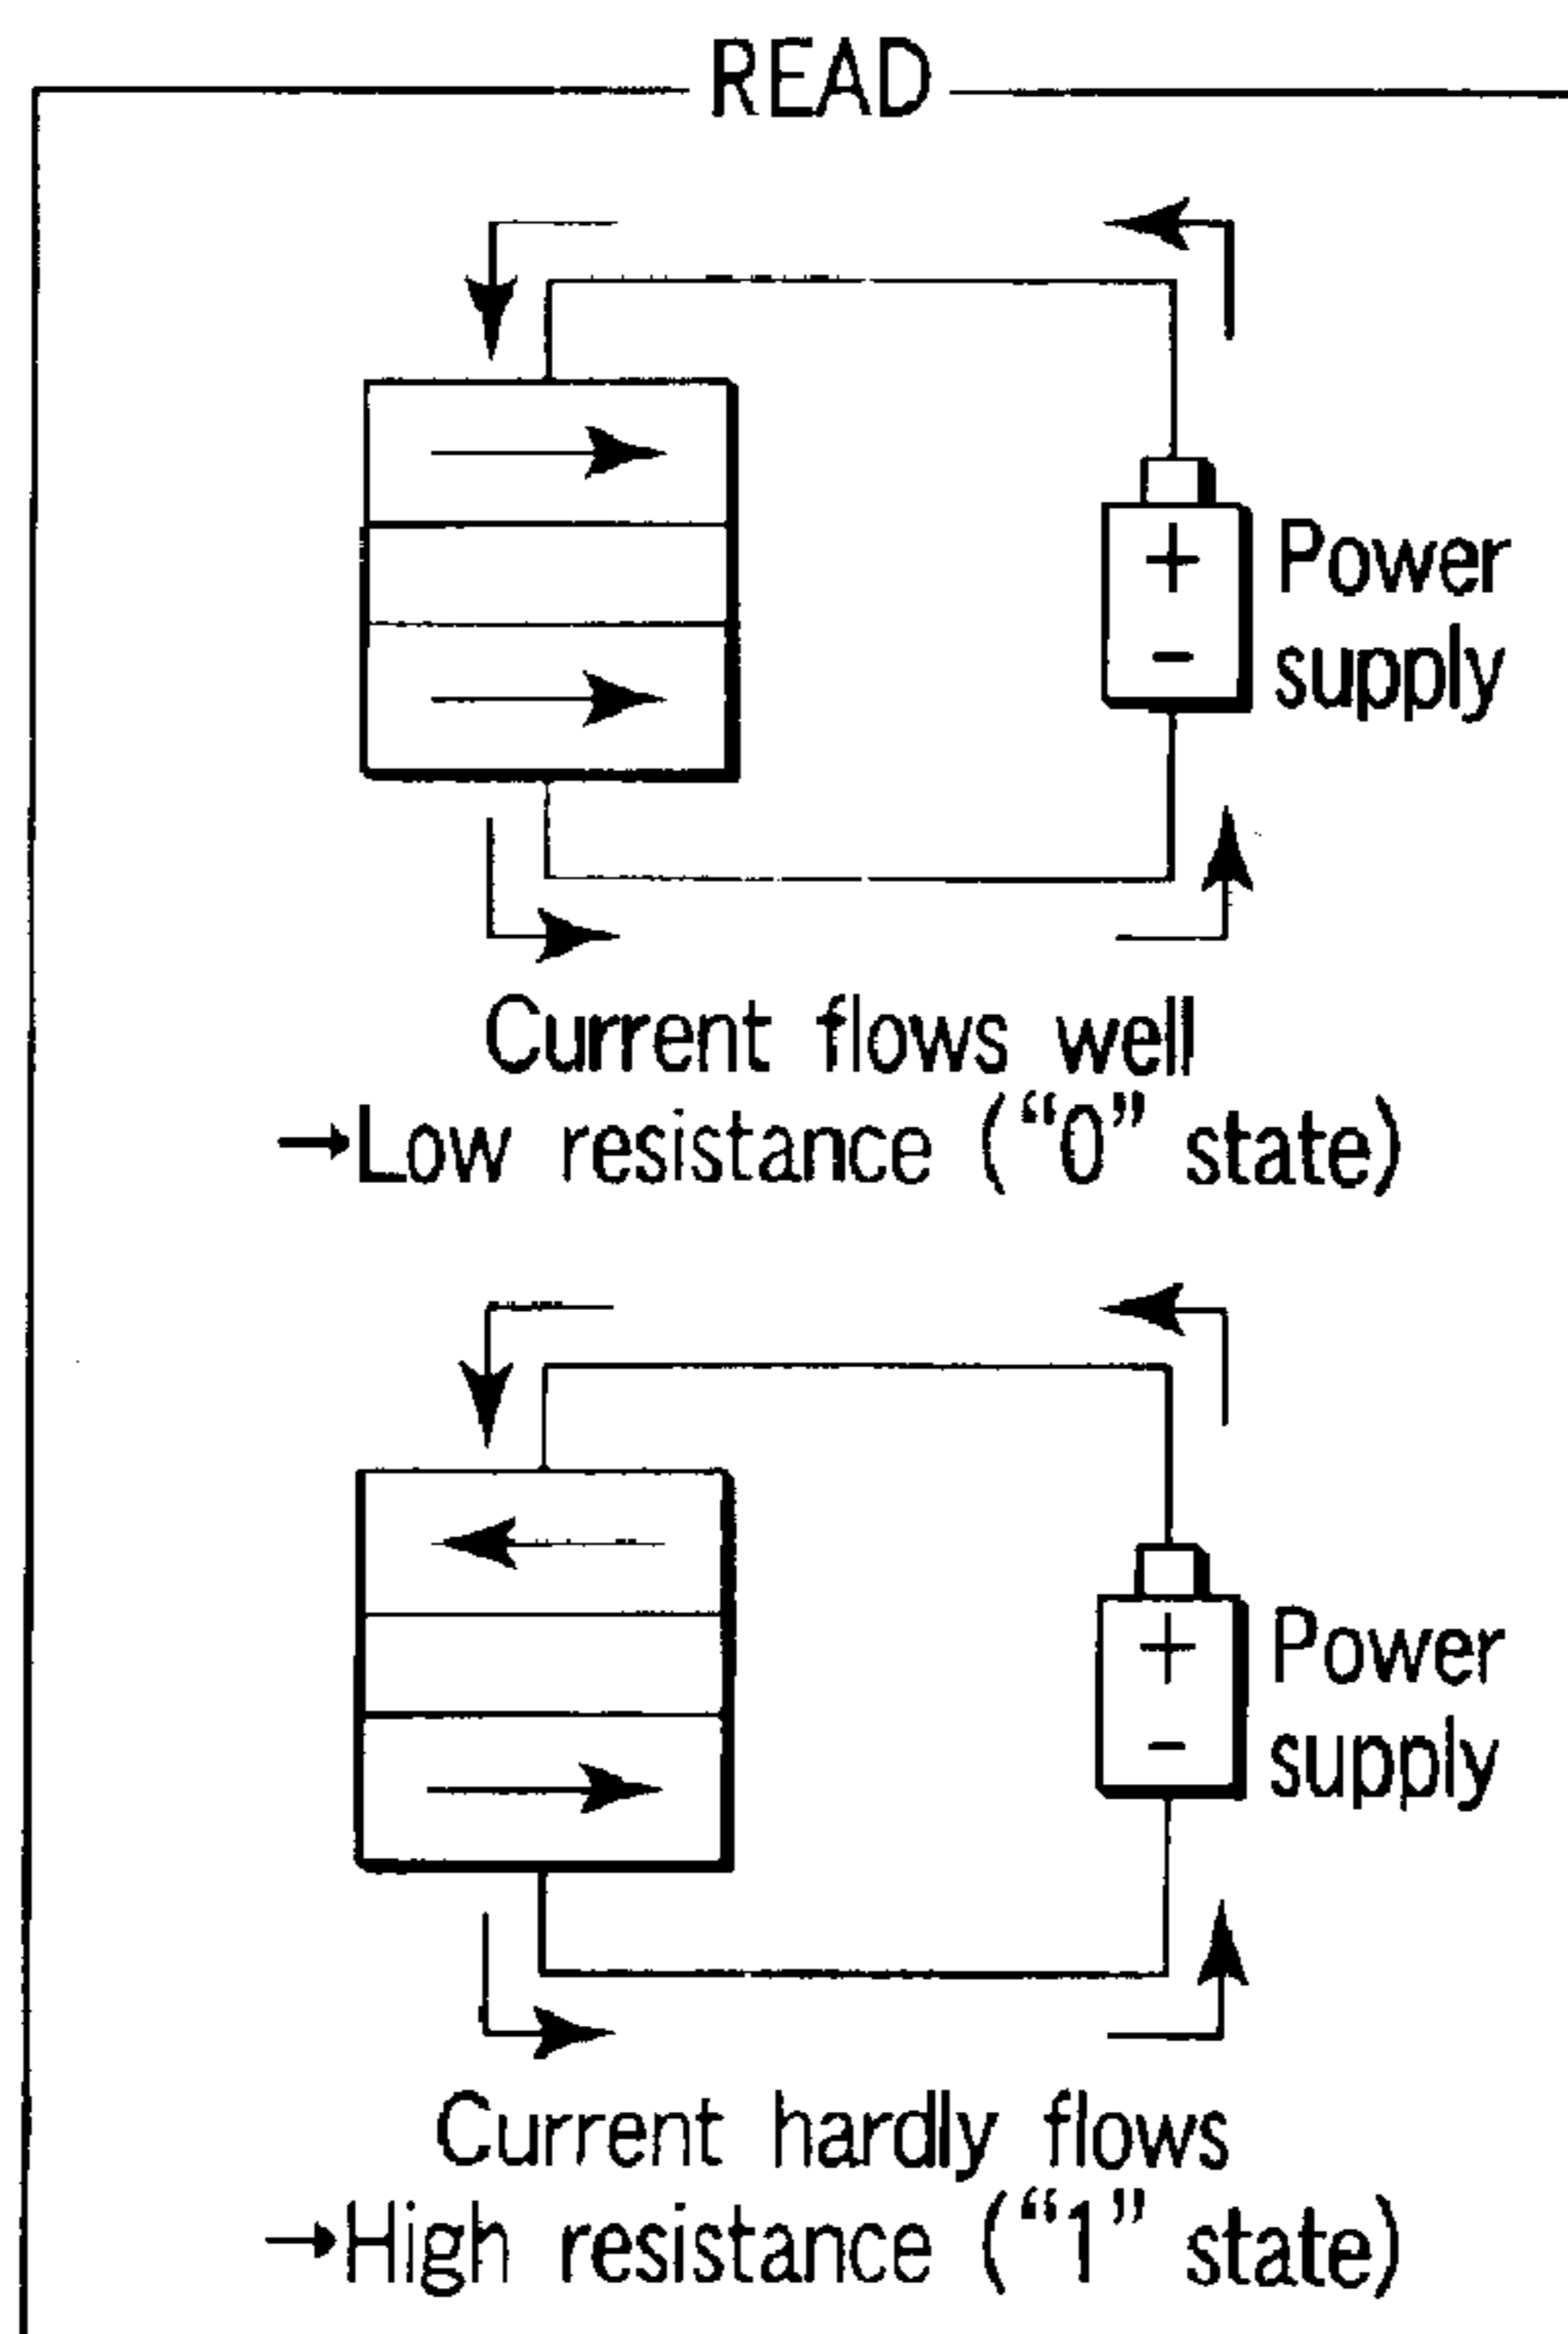 READ
+
Power
-
supply
Current flows well
→Low resistance (“0” state)
+
Power
-
supply
Current hardly flows
→High resistance (“1” state)